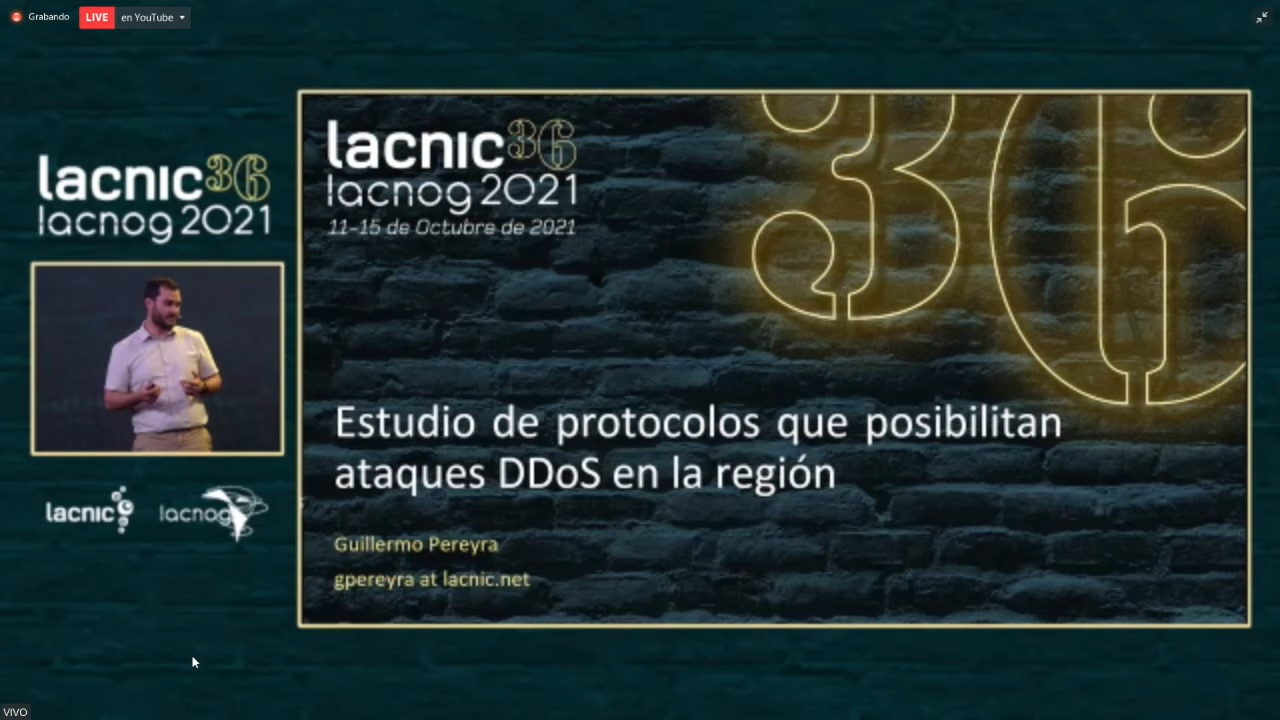 Grabando
LIVE
en YouTube
lacnic36
lacnog 2021
lacnic
lacnog
lacnic36
lacnog 2021
11-15 de Octubre de 2021
36
Estudio de protocolos que posibilitan
ataques DDoS en la región
Guillermo Pereyra
gpereyra at lacnic.net
VIVO